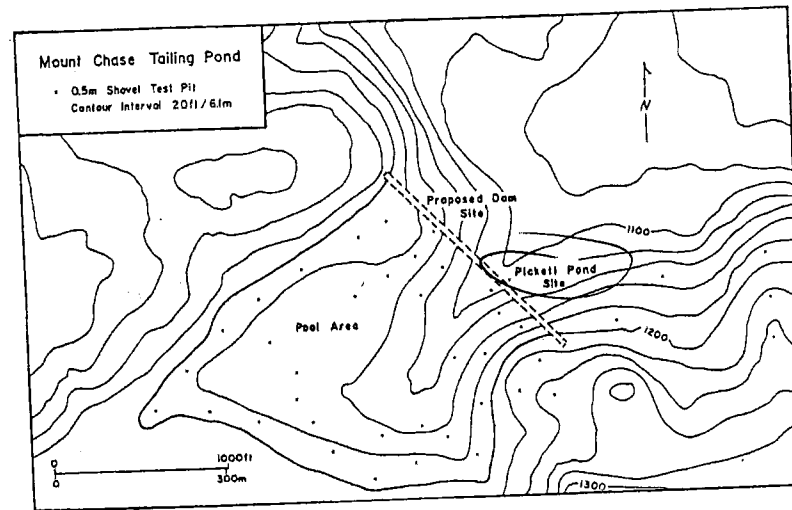 Mount Chase Tailing Pond
0.5m Shovel Test Pit
Contour Interval 20ft/6.1m
N
Proposed Dam
Site
1100
Pickett Pond
Site
Pool Area
1200
0 1000ft
0 300m
1300